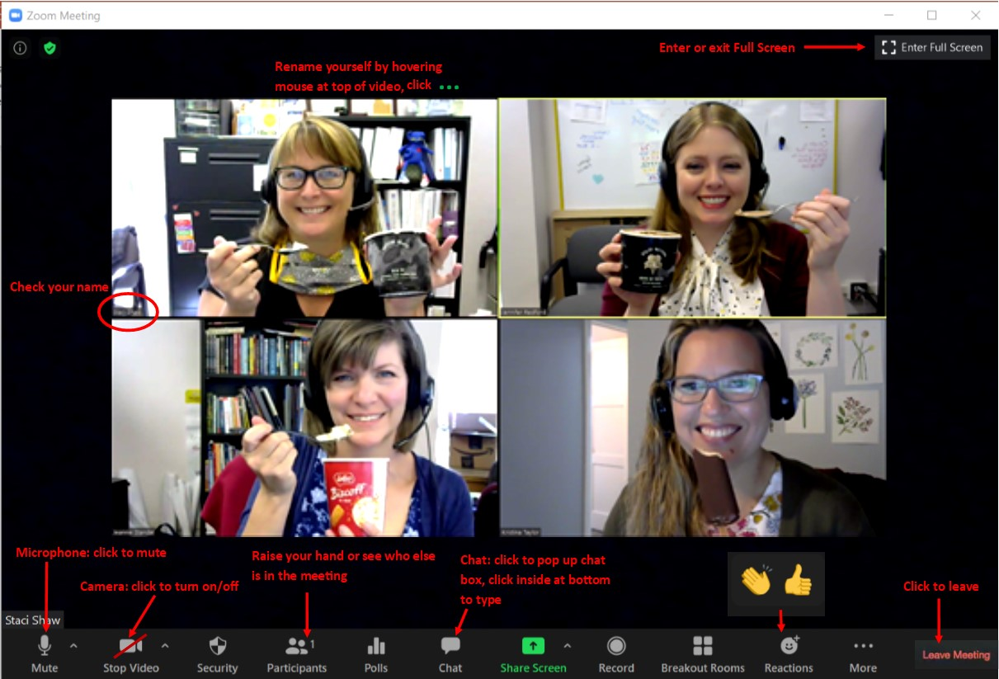 Zoom Meeting
Enter or exit Full Screen
Enter Full Screen
Rename yourself by hovering
mouse at top of video, click
Check your name
Jennifer Radford
BISCOFF
Jeanne Standal
Kristina Taylor
Microphone: click to mute
Camera: click to turn on/off
Raise your hand or see who else
is in the meeting
Chat: click to pop up chat
box, click inside at bottom
to type
Click to leave
Staci Shaw
Mute
Stop Video
Security
Participants
1
Polls
Chat
Share Screen
Record
Breakout Rooms
Reactions
More
Leave Meeting